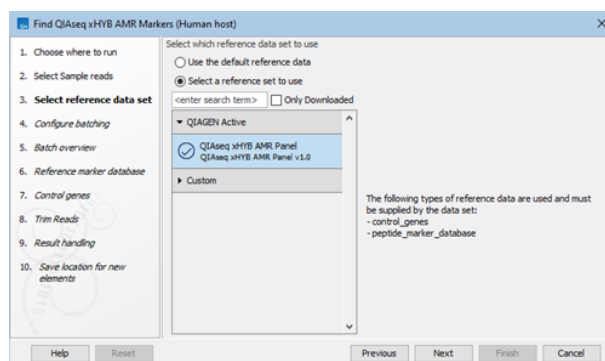 Find QIAseq xHYB AMR Markers (Human host)
1. Choose where to run
2. Select Sample reads
3. Select reference data set
4. Configure batching
5. Batch overview
6. Reference marker database
7. Control genes
8. Trim Reads
9. Result handling
10. Save location for new
elements
Select which reference data set to use
Use the default reference data
Select a reference set to use
<enter search term>
Only Downloaded
QIAGEN Active
QIAseq xHYB AMR Panel
QIAseq xHYB AMR Panel v1.0
Custom
The following types of reference data are used and must
be supplied by the data set:
- control_genes
- peptide_marker_database
Help
Reset
Previous
Next
Finish
Cancel